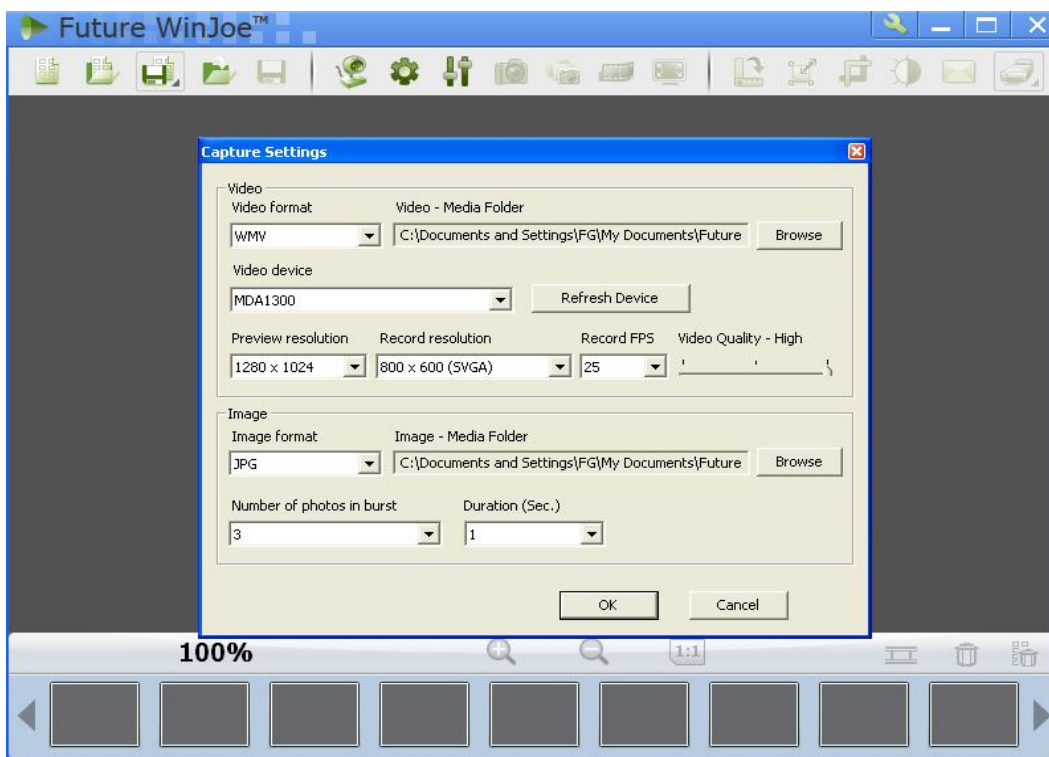 Future WinJoe™
Capture Settings
Video
Video format Video - Media Folder
WMV C:\Documents and Settings\FG\My Documents\Future Browse
Video device
MDA1300 Refresh Device
Preview resolution Record resolution Record FPS Video Quality - High
1280 x 1024 800 x 600 (SVGA) 25
Image
Image format Image - Media Folder
JPG C:\Documents and Settings\FG\My Documents\Future Browse
Number of photos in burst Duration (Sec.)
3 1
OK Cancel
100% 1:1